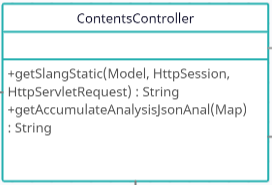 ContentsController
+getSlangStatic(Model, HttpSession,
HttpServletRequest) : String
+getAccumulateAnalysisJsonAnal(Map)
: String